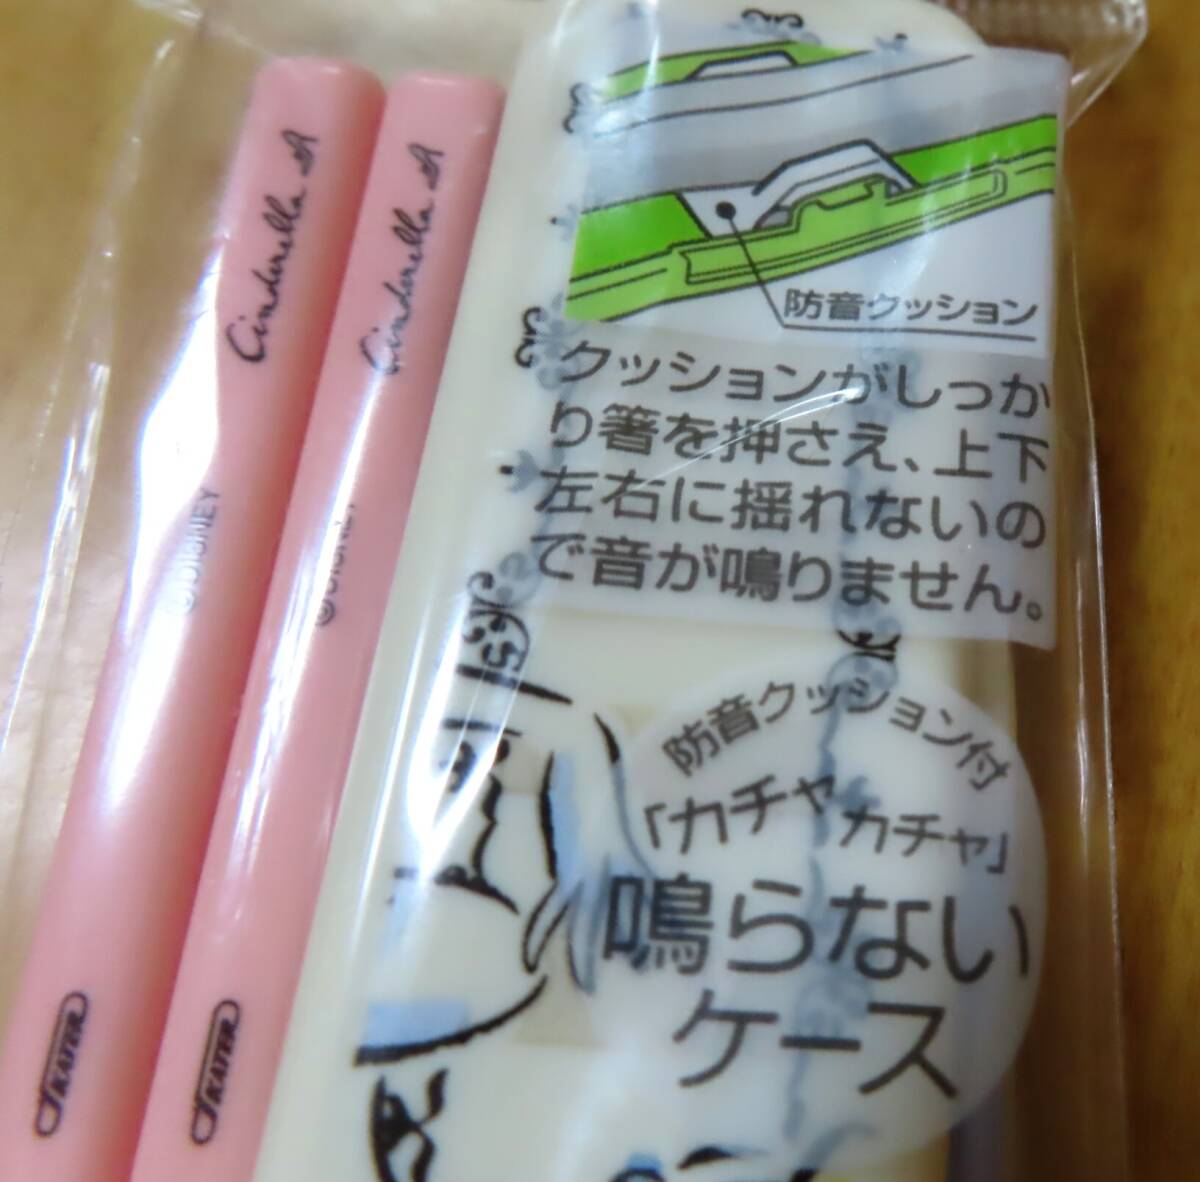 Cinderella
Cinderella
©DISNEY
©DISNEY
SKATER
SKATER
防音クッション
クッションがしっか
り箸を押さえ、上下
左右に揺れないの
で音が鳴りません。
防音クッション付
「カチャカチャ」
鳴らない
ケース